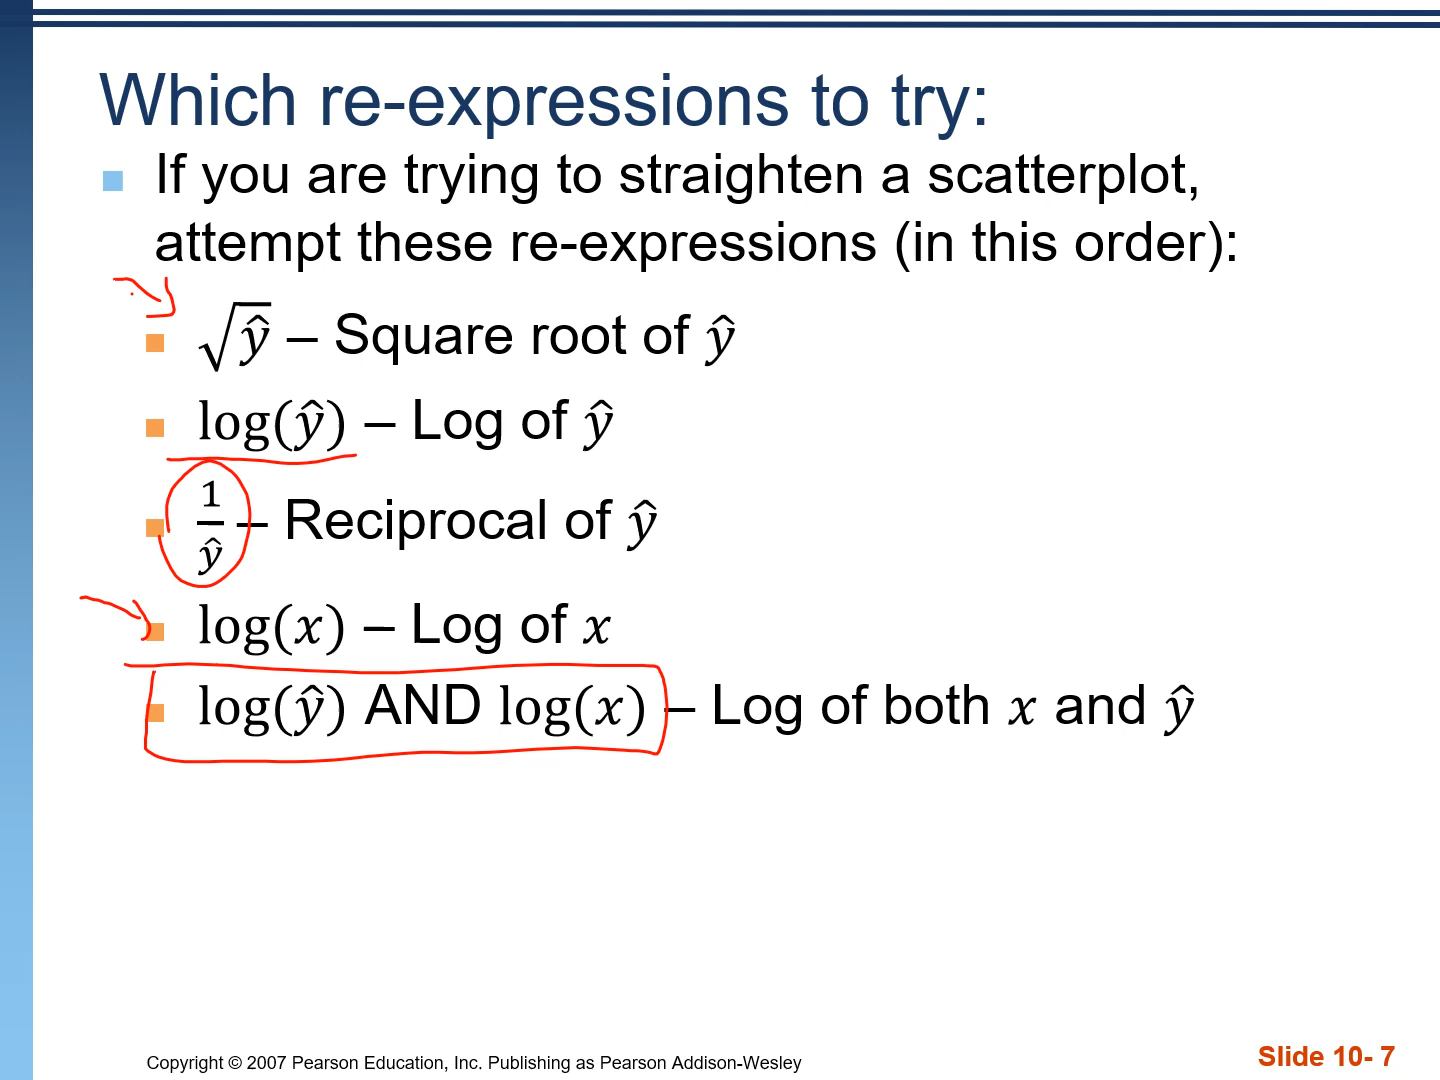 Which re-expressions to try:
If you are trying to straighten a scatterplot,
attempt these re-expressions (in this order):
√ŷ – Square root of ŷ
log(ŷ) – Log of ŷ
1/ŷ – Reciprocal of ŷ
log(x) – Log of x
log(ŷ) AND log(x) – Log of both x and ŷ
Copyright © 2007 Pearson Education, Inc. Publishing as Pearson Addison-Wesley
Slide 10- 7